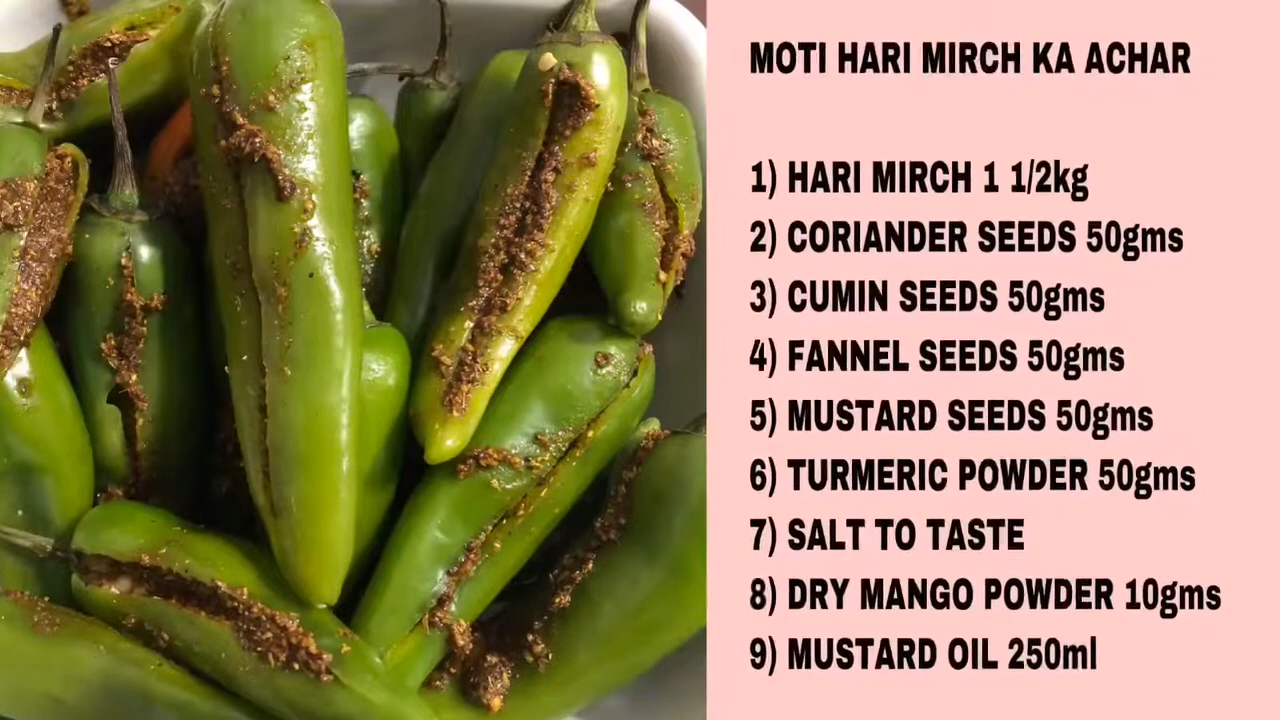 MOTI HARI MIRCH KA ACHAR
1) HARI MIRCH 1 1/2kg
2) CORIANDER SEEDS 50gms
3) CUMIN SEEDS 50gms
4) FANNEL SEEDS 50gms
5) MUSTARD SEEDS 50gms
6) TURMERIC POWDER 50gms
7) SALT TO TASTE
8) DRY MANGO POWDER 10gms
9) MUSTARD OIL 250ml